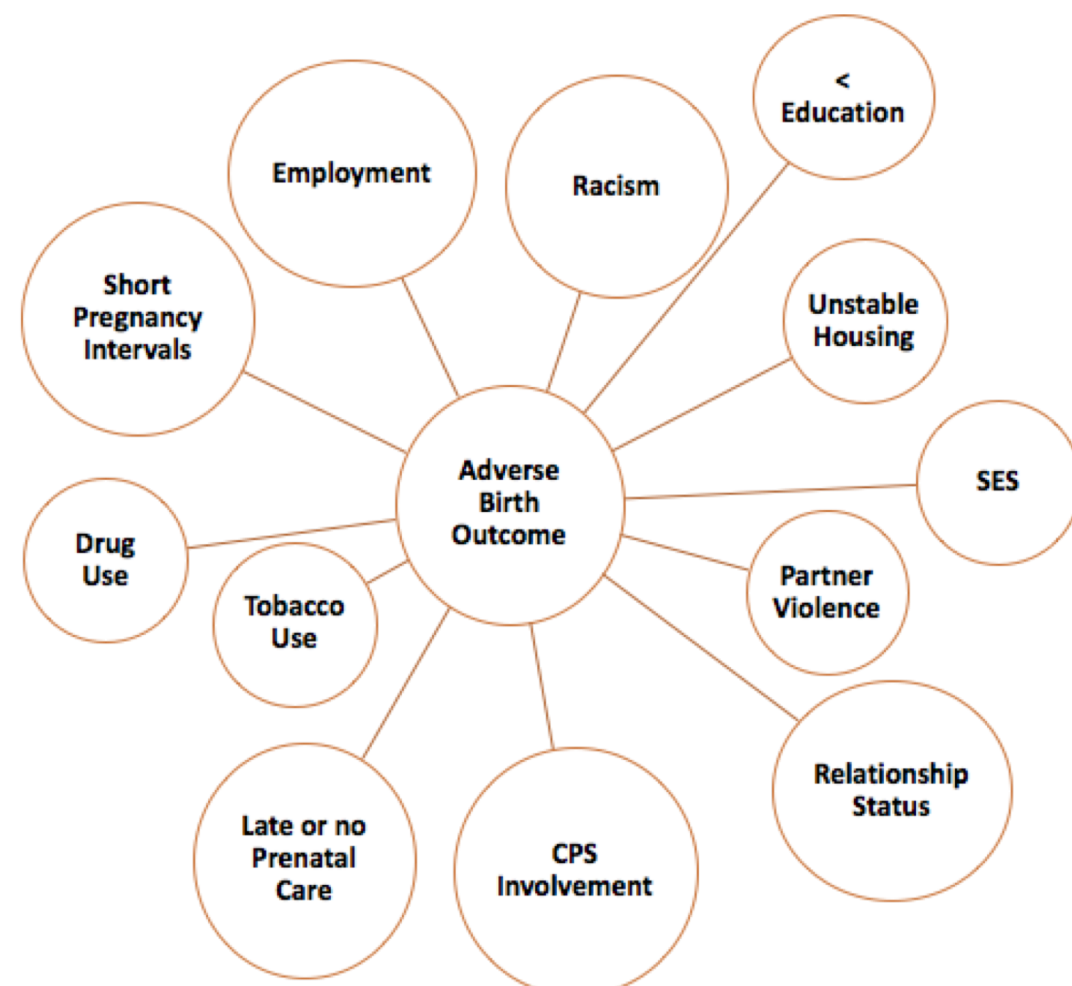 <
Education
Employment
Racism
Short
Pregnancy
Intervals
Unstable
Housing
Adverse
Birth
Outcome
SES
Drug
Use
Partner
Violence
Tobacco
Use
Relationship
Status
Late or no
Prenatal
Care
CPS
Involvement